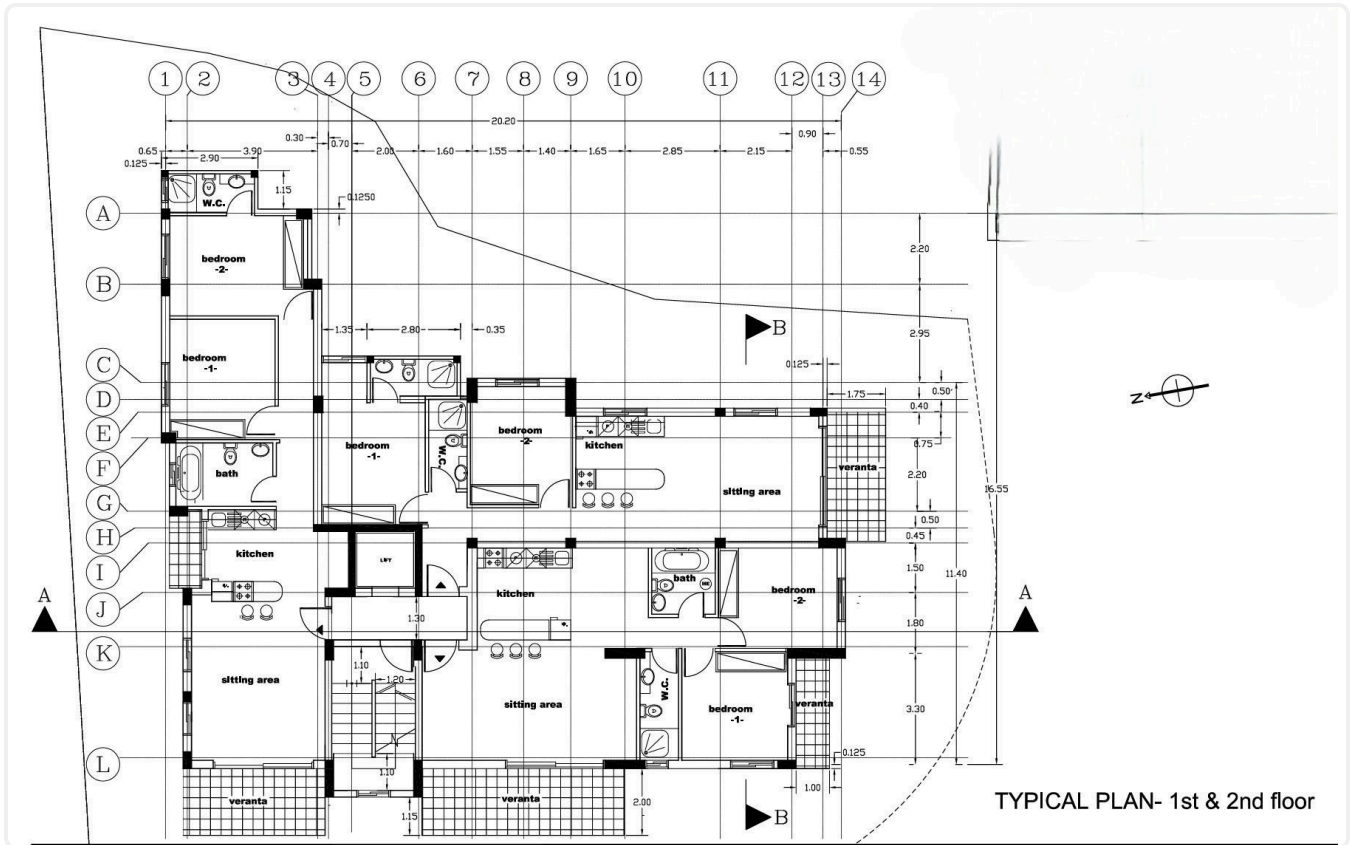 1 2 3 4 5 6 7 8 9 10 11 12 13 14
20.20
0.30 0.90
0.70
0.65 3.90 2.00 1.60 1.55 1.40 1.65 2.85 2.15 0.55
2.90
0.125
1.15
W.C.
0.1250
A
2.20
bedroom
-2-
B
2.95
B
1.35 2.80 0.35
bedroom
-1-
C
0.125
0.50
D
1.75
0.40
E
bedroom
-2-
bedroom
-1-
kitchen
F
W.C.
0.75
bath
veranta
2.20
sitting area
N
16.55
G
0.50
H
0.45
kitchen
LIFT
I
1.50
11.40
kitchen
bath
bedroom
-2-
J
A
A
1.30
1.80
K
1.10
sitting area
W.C.
1.20
sitting area
bedroom
-1-
veranta
3.30
L
1.10
0.125
veranta
veranta
1.00
2.00
1.15
B
TYPICAL PLAN- 1st & 2nd floor